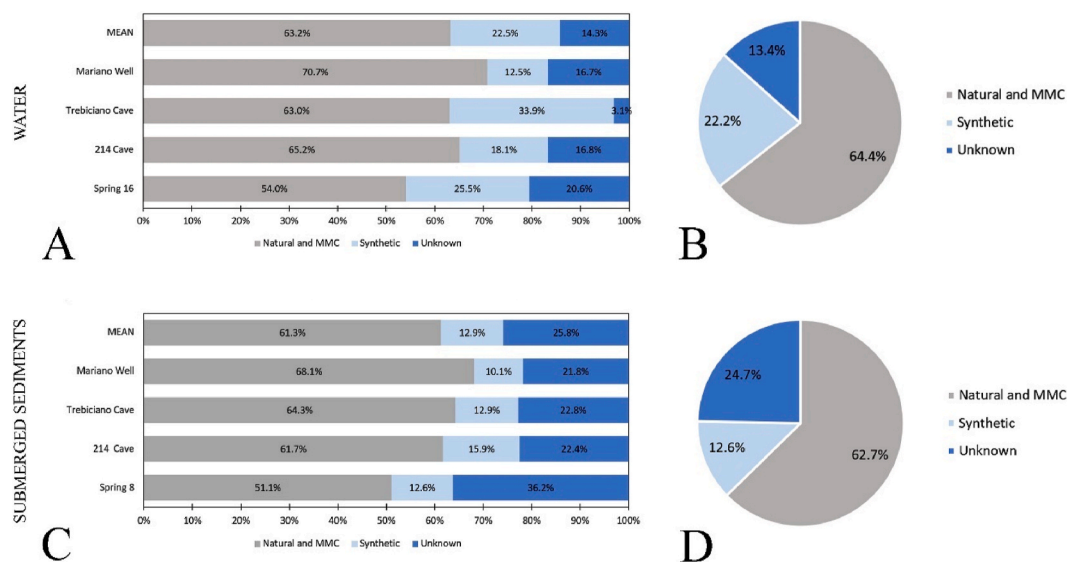 WATER
MEAN 63.2% 22.5% 14.3%
Mariano Well 70.7% 12.5% 16.7%
Trebiciano Cave 63.0% 33.9% 3.1%
214 Cave 65.2% 18.1% 16.8%
Spring 16 54.0% 25.5% 20.6%
0% 10% 20% 30% 40% 50% 60% 70% 80% 90% 100%
Natural and MMC Synthetic Unknown
A
13.4%
22.2%
64.4%
Natural and MMC
Synthetic
Unknown
B
SUBMERGED SEDIMENTS
MEAN 61.3% 12.9% 25.8%
Mariano Well 68.1% 10.1% 21.8%
Trebiciano Cave 64.3% 12.9% 22.8%
214 Cave 61.7% 15.9% 22.4%
Spring 8 51.1% 12.6% 36.2%
0% 10% 20% 30% 40% 50% 60% 70% 80% 90% 100%
Natural and MMC Synthetic Unknown
C
24.7%
12.6%
62.7%
Natural and MMC
Synthetic
Unknown
D